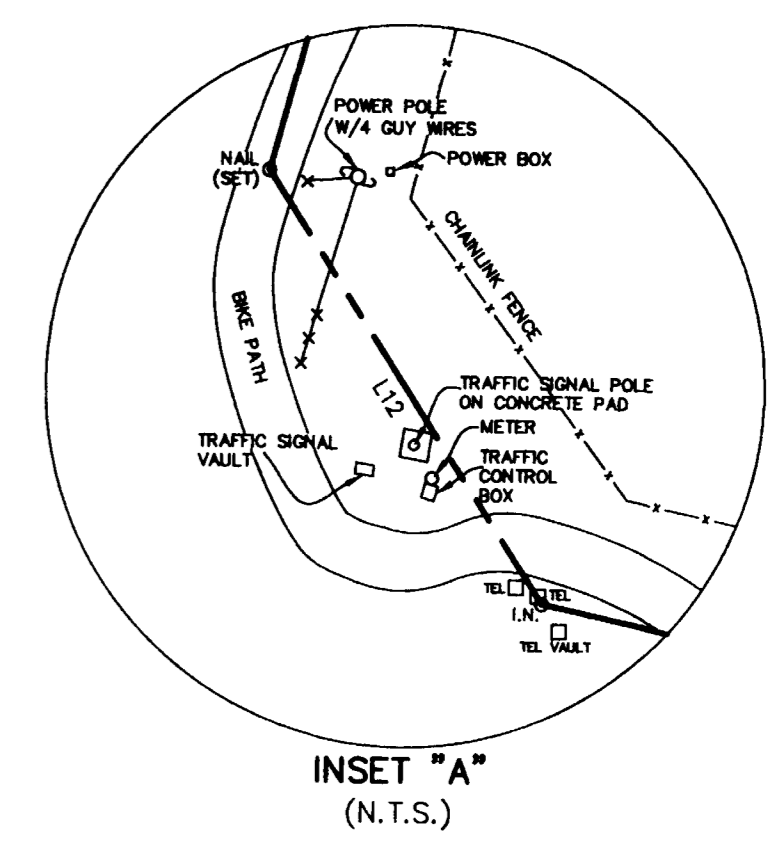 POWER POLE
W/4 GUY WIRES
NAIL
(SET)
POWER BOX
CHAINLINK FENCE
BIKE PATH
L12
TRAFFIC SIGNAL POLE
ON CONCRETE PAD
METER
TRAFFIC SIGNAL
VAULT
TRAFFIC
CONTROL
BOX
TEL
TEL
I.N.
TEL VAULT
INSET "A"
(N.T.S.)